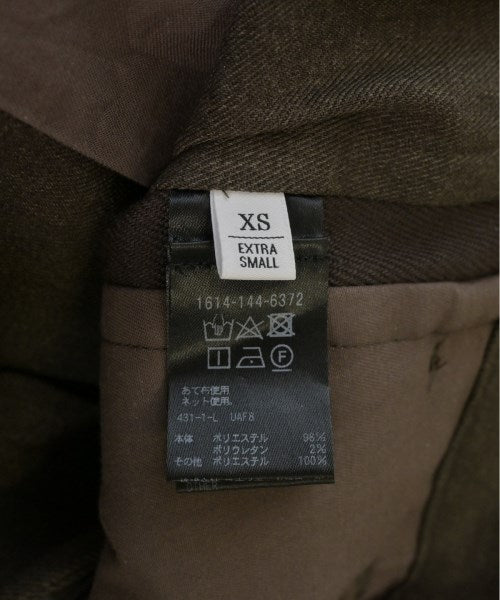 XS
EXTRA
SMALL
1614-144-6372
あて布使用
ネット使用。
431-1-L UAF8
本体 ポリエステル 98%
ポリウレタン 2%
その他 ポリエステル 100%